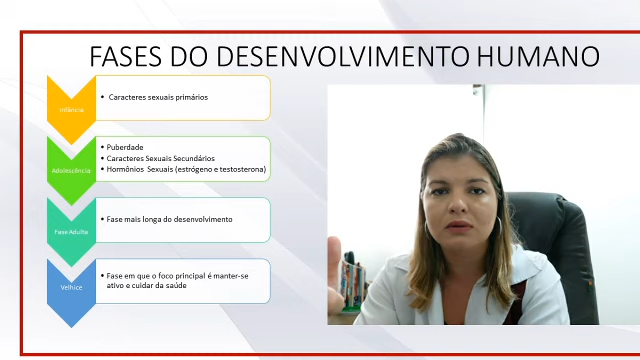 FASES DO DESENVOLVIMENTO HUMANO
Infância
• Caracteres sexuais primários
Adolescência
• Puberdade
• Caracteres Sexuais Secundários
• Hormônios Sexuais (estrógeno e testosterona)
Fase Adulta
• Fase mais longa do desenvolvimento
Velhice
• Fase em que o foco principal é manter-se
ativo e cuidar da saúde